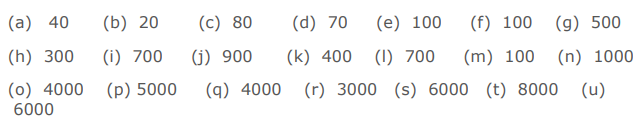 (a) 40 (b) 20 (c) 80 (d) 70 (e) 100 (f) 100 (g) 500
(h) 300 (i) 700 (j) 900 (k) 400 (l) 700 (m) 100 (n) 1000
(o) 4000 (p) 5000 (q) 4000 (r) 3000 (s) 6000 (t) 8000 (u)
6000